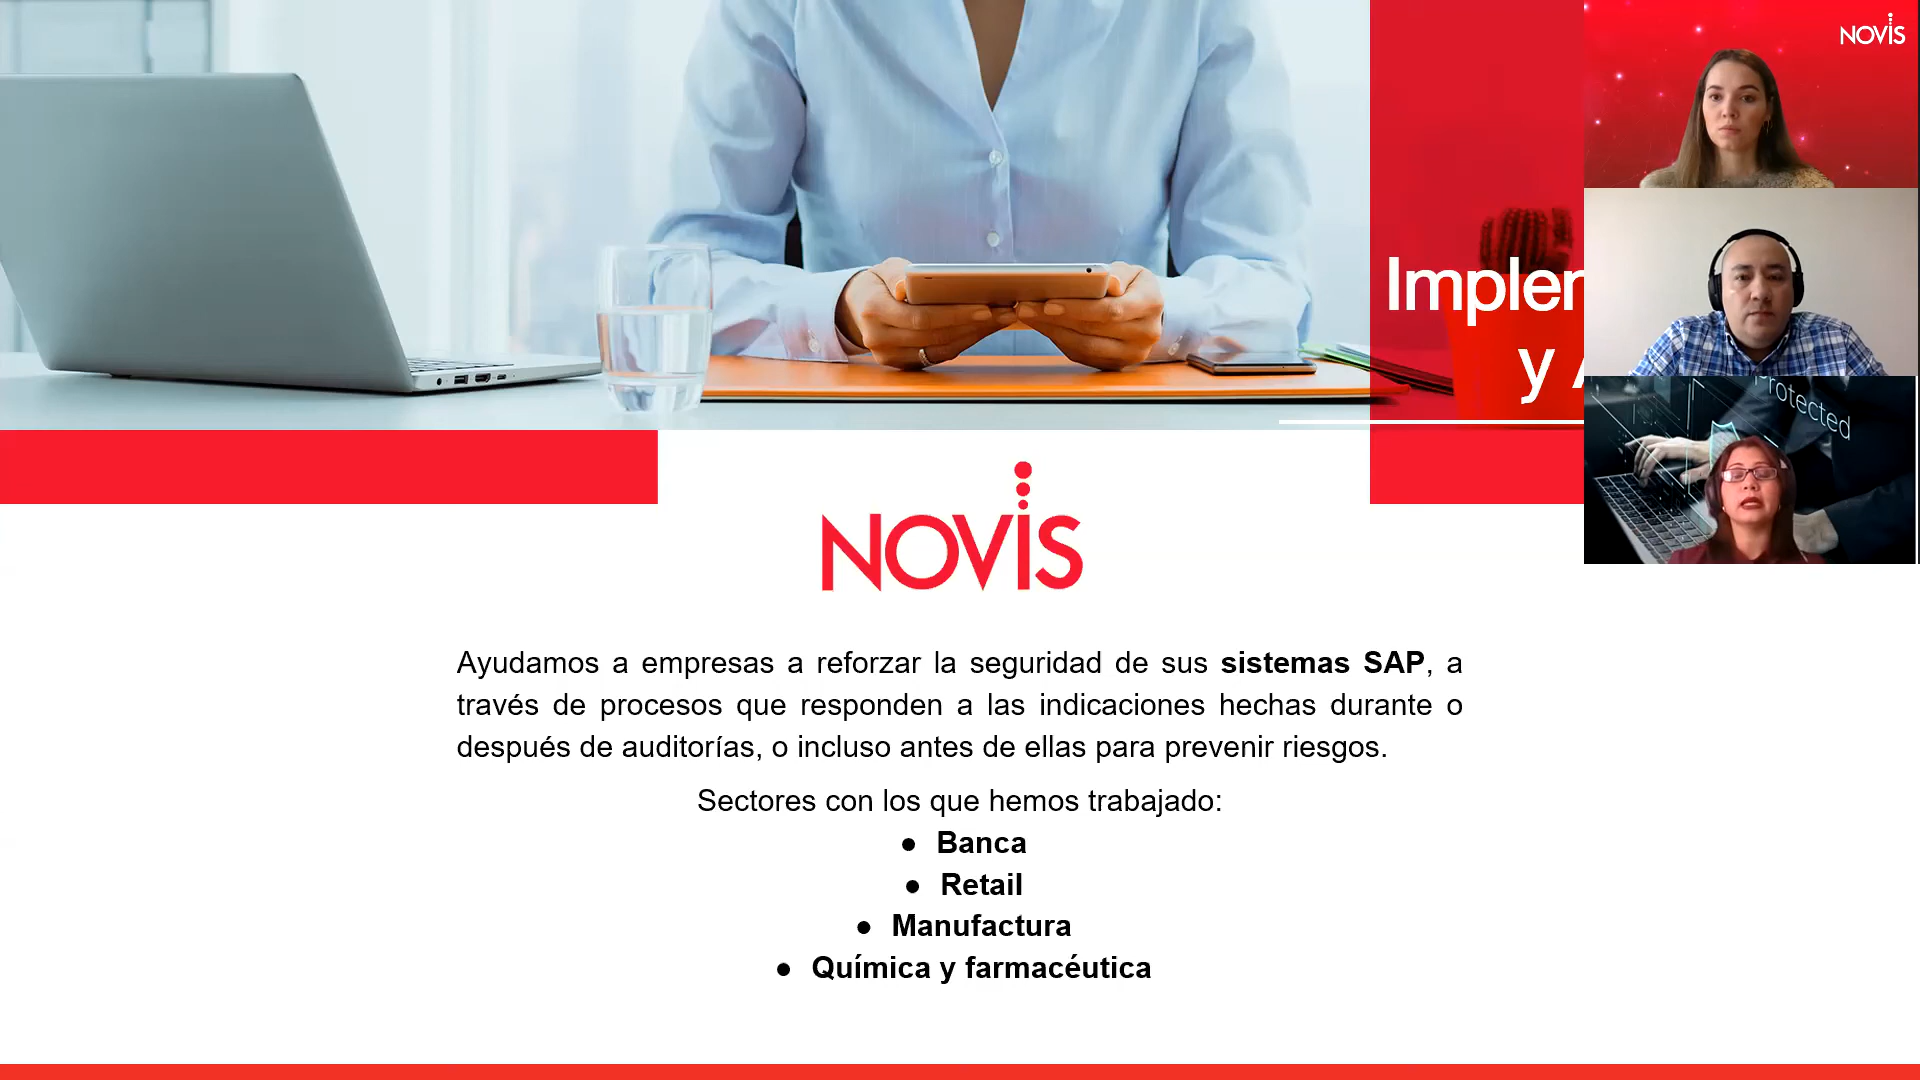 NOVIS
Implem
y
Protected
NOVIS
Ayudamos a empresas a reforzar la seguridad de sus sistemas SAP, a
través de procesos que responden a las indicaciones hechas durante o
después de auditorías, o incluso antes de ellas para prevenir riesgos.
Sectores con los que hemos trabajado:
● Banca
● Retail
● Manufactura
● Química y farmacéutica